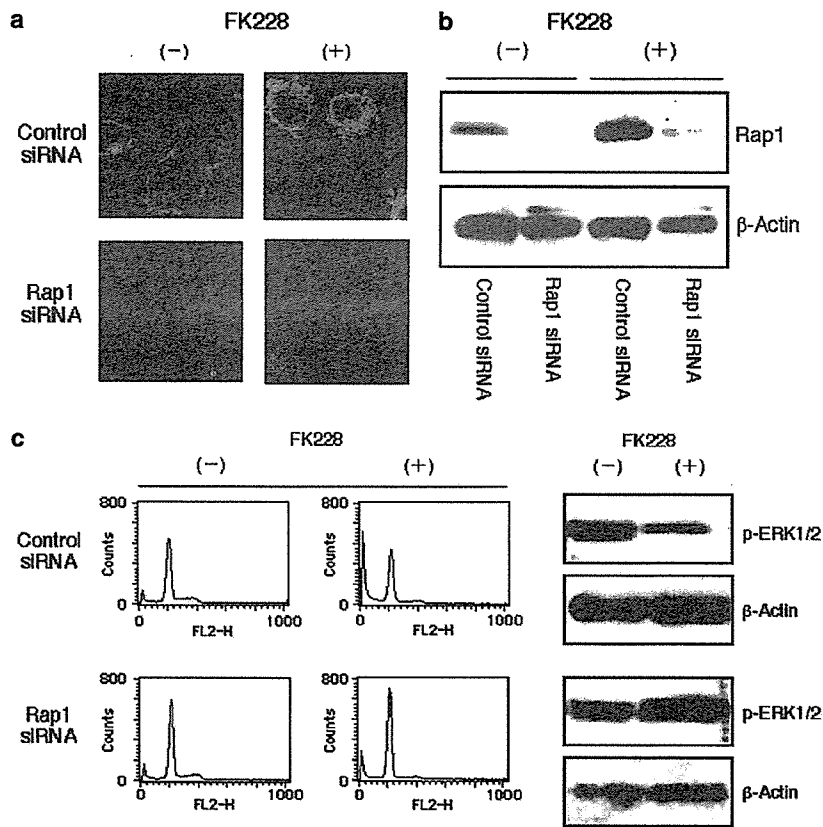 a
FK228
(-) (+)
Control siRNA
Rap1 siRNA
b
FK228
(-) (+)
Rap1
β-Actin
Control siRNA
Rap1 siRNA
Control siRNA
Rap1 siRNA
c
FK228
(-) (+)
Control siRNA
800
Counts
0
0 1000
FL2-H
800
Counts
0
0 1000
FL2-H
Rap1 siRNA
800
Counts
0
0 1000
FL2-H
800
Counts
0
0 1000
FL2-H
FK228
(-) (+)
p-ERK1/2
β-Actin
p-ERK1/2
β-Actin